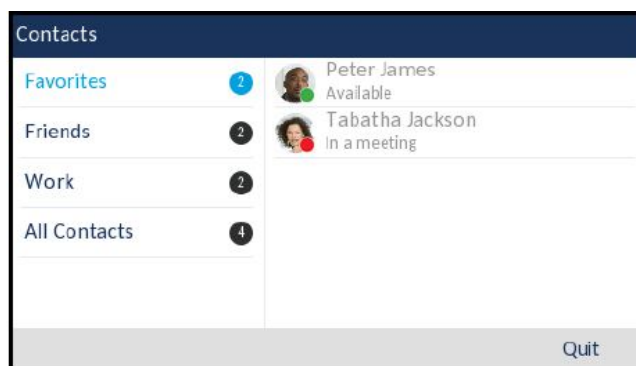 Contacts
Favorites 2
Friends 2
Work 2
All Contacts 4
Peter James
Available
Tabatha Jackson
In a meeting
Quit